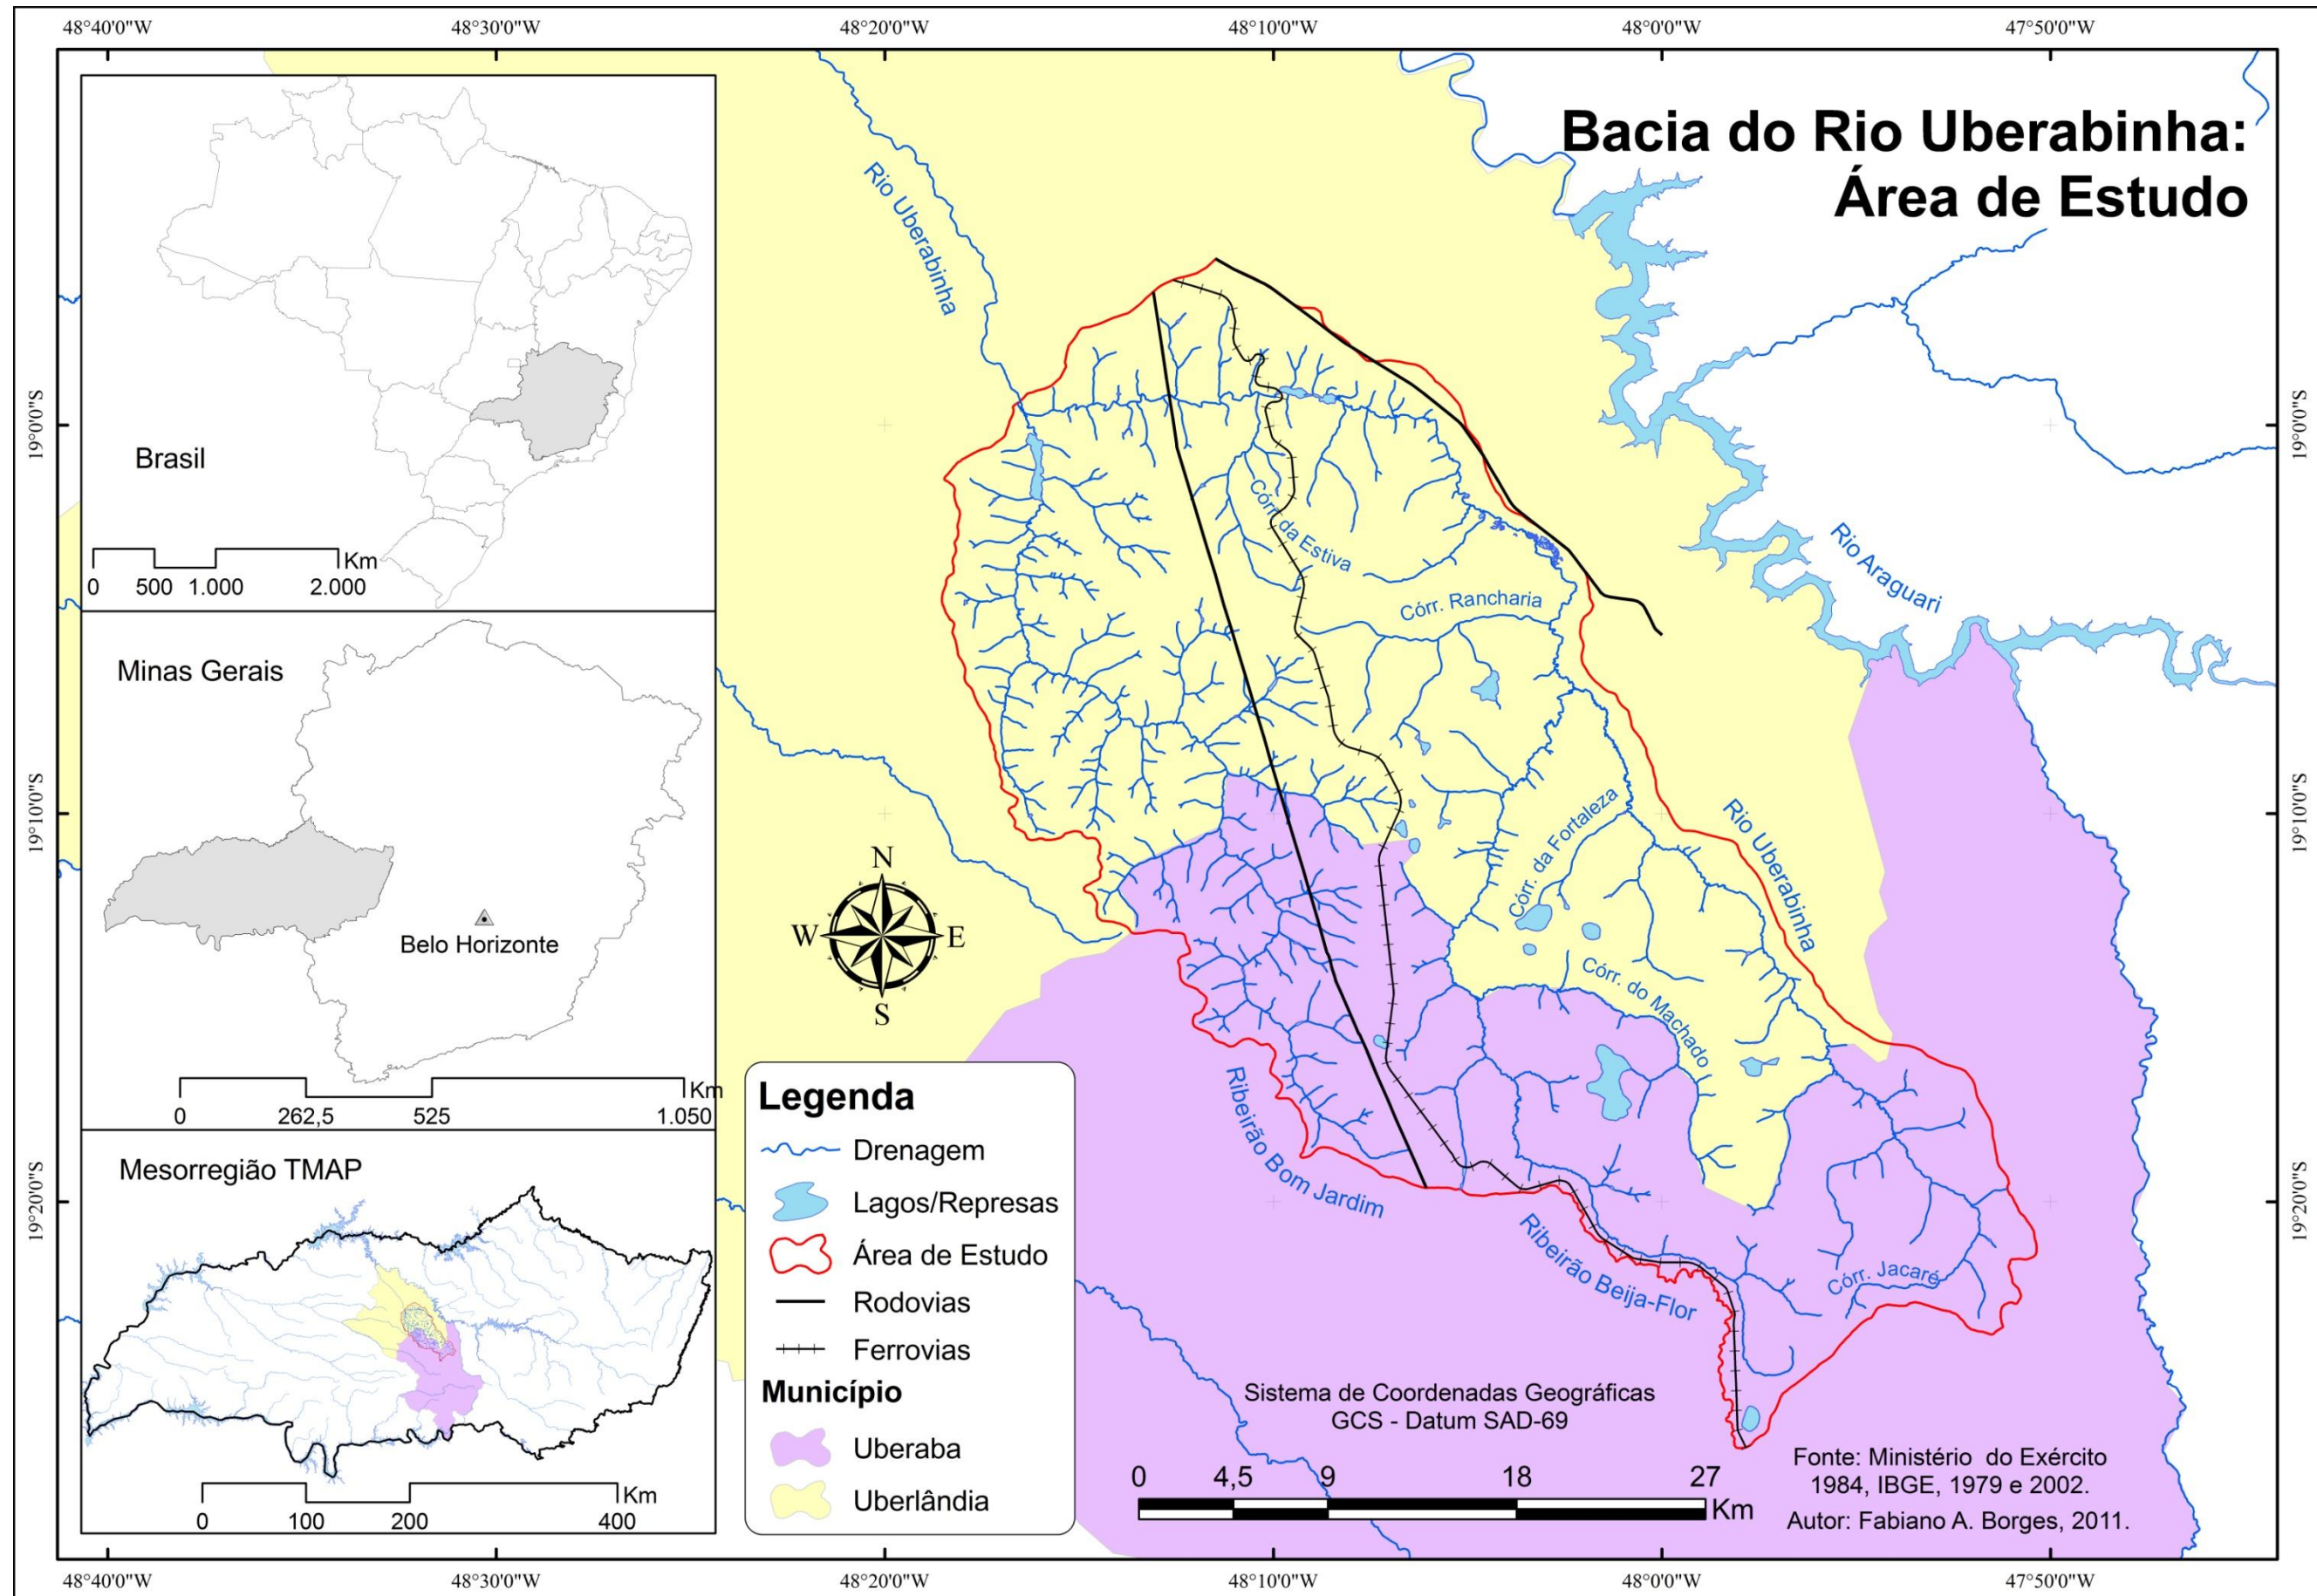 48°40'0"W 48°30'0"W 48°20'0"W 48°10'0"W 48°0'0"W 47°50'0"W
Bacia do Rio Uberabinha:
Área de Estudo
Brasil
Km
0 500 1.000 2.000
Minas Gerais
Belo Horizonte
Km
0 262,5 525 1.050
Mesorregião TMAP
Km
0 100 200 400
19°0'0"S
19°10'0"S
19°20'0"S
Rio Uberabinha
Córr. da Estiva
Córr. Rancharia
Rio Araguari
Córr. da Fortaleza
Rio Uberabinha
Córr. do Machado
Ribeirão Bom Jardim
Ribeirão Beija-Flor
Córr. Jacaré
N
W E
S
Legenda
Drenagem
Lagos/Represas
Área de Estudo
Rodovias
Ferrovias
Município
Uberaba
Uberlândia
Sistema de Coordenadas Geográficas
GCS - Datum SAD-69
0 4,5 9 18 27
Km
Fonte: Ministério do Exército
1984, IBGE, 1979 e 2002.
Autor: Fabiano A. Borges, 2011.
19°0'0"S
19°10'0"S
19°20'0"S
48°40'0"W 48°30'0"W 48°20'0"W 48°10'0"W 48°0'0"W 47°50'0"W